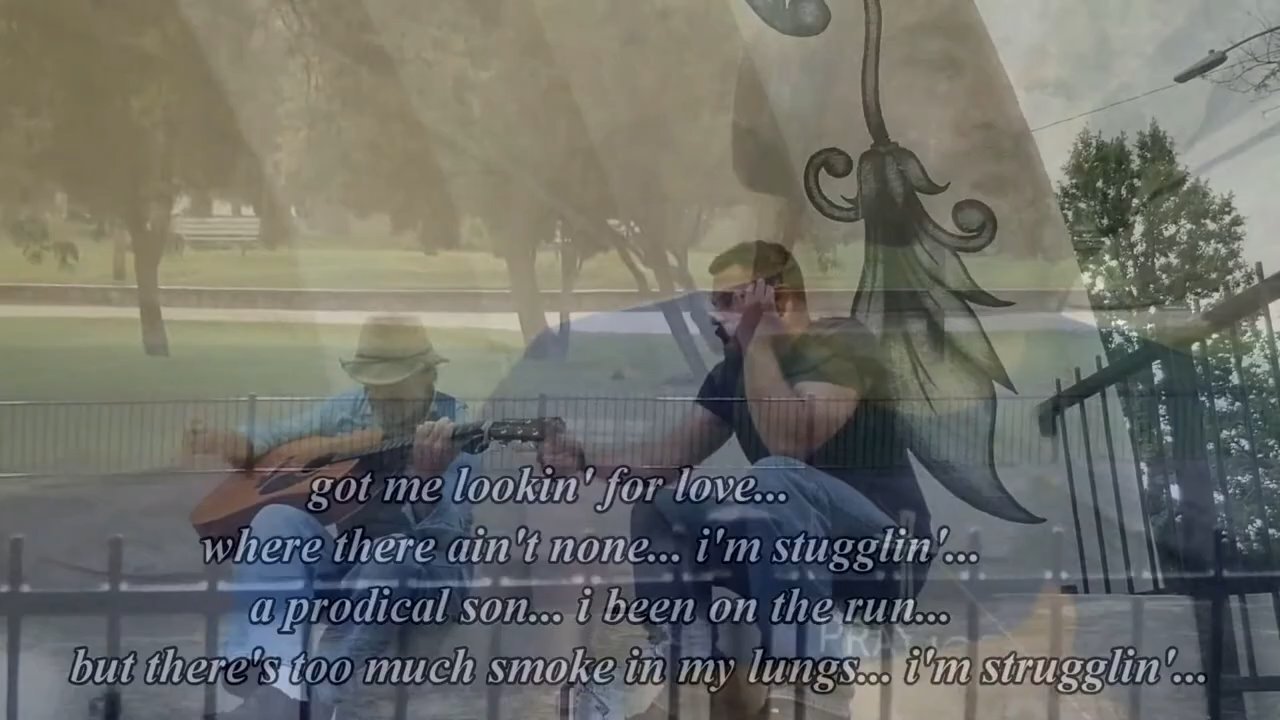 got me lookin' for love...
where there ain't none... i'm stugglin'...
a prodical son... i been on the run...
but there's too much smoke in my lungs... i'm strugglin'...
PRAY